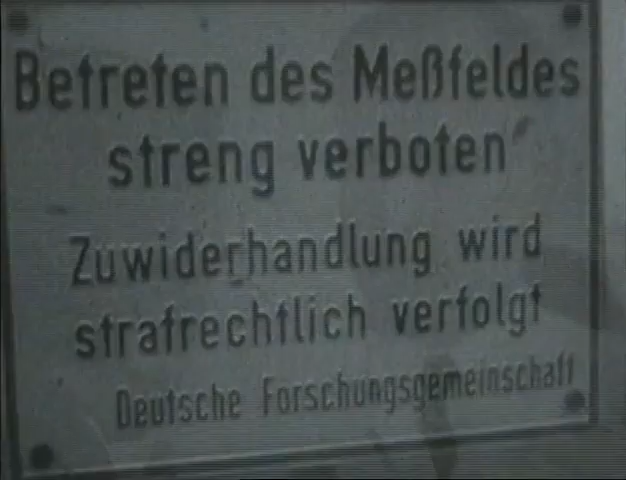 Betreten des Meßfeldes
streng verboten
Zuwiderhandlung wird
strafrechtlich verfolgt
Deutsche Forschungsgemeinschaft